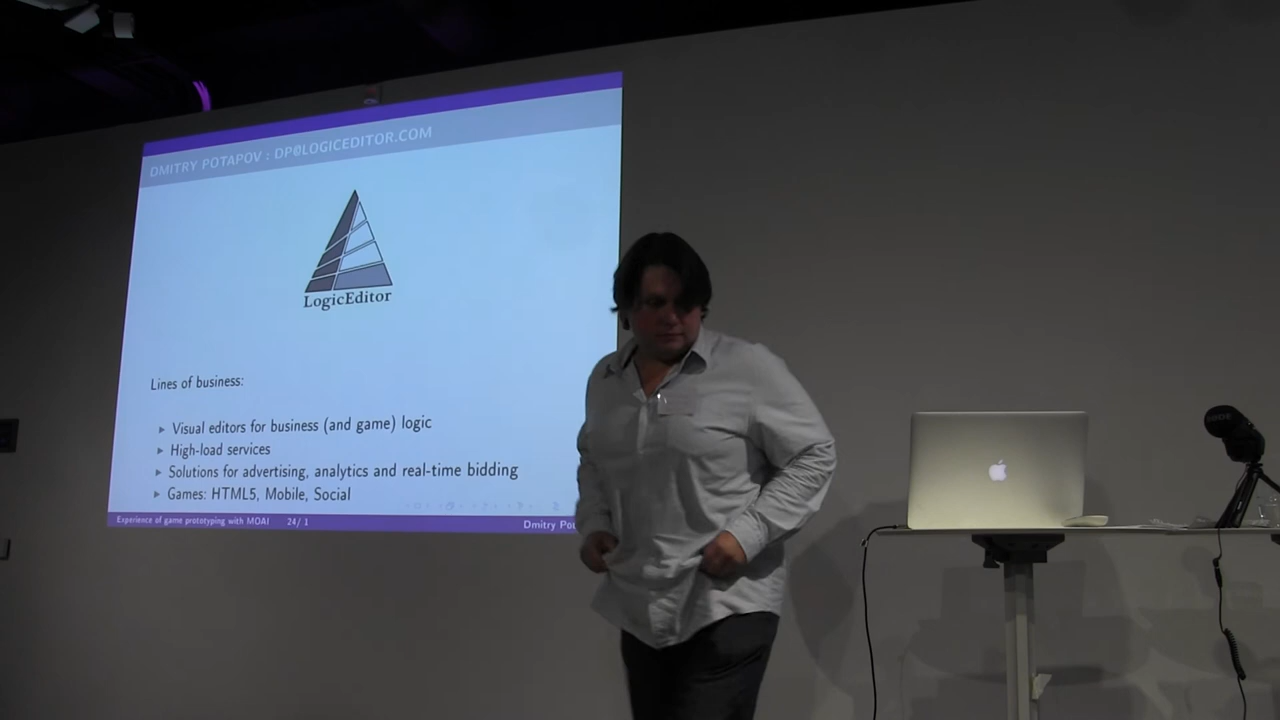 DMITRY POTAPOV : DP@LOGICEDITOR.COM
LogicEditor
Lines of business:
▸ Visual editors for business (and game) logic
▸ High-load services
▸ Solutions for advertising, analytics and real-time bidding
▸ Games: HTML5, Mobile, Social
Experience of game prototyping with MOAI 24/ 1 Dmitry